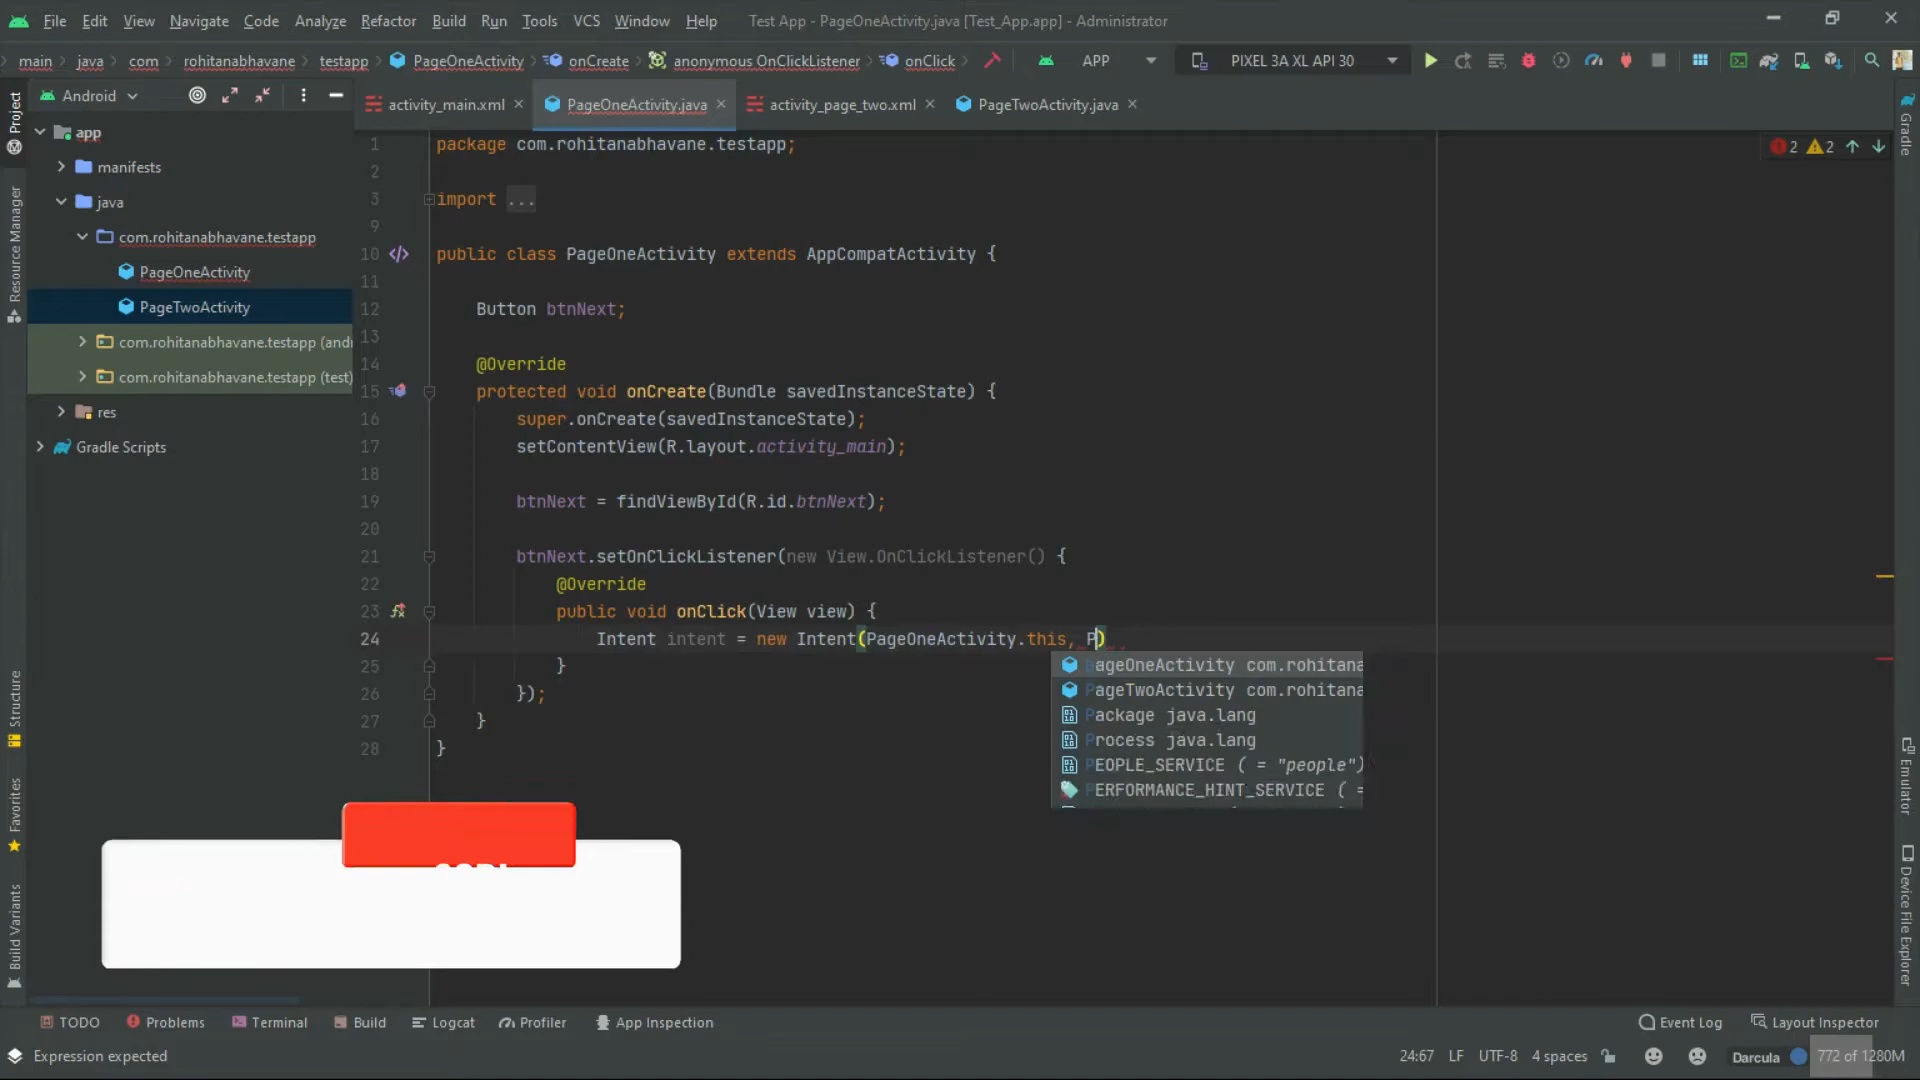 File Edit View Navigate Code Analyze Refactor Build Run Tools VCS Window Help Test App - PageOneActivity.java [Test_App.app] - Administrator
main java com rohitanabhavane testapp PageOneActivity onCreate anonymous OnClickListener onClick APP PIXEL 3A XL API 30
Android activity_main.xml PageOneActivity.java activity_page_two.xml PageTwoActivity.java
Project
Resource Manager
Structure
Favorites
Build Variants
app
manifests
java
com.rohitanabhavane.testapp
PageOneActivity
PageTwoActivity
com.rohitanabhavane.testapp (and
com.rohitanabhavane.testapp (test)
res
Gradle Scripts
2 2
1 package com.rohitanabhavane.testapp;
2
3 import ...
9
10 public class PageOneActivity extends AppCompatActivity {
11
12 Button btnNext;
13
14 @Override
15 protected void onCreate(Bundle savedInstanceState) {
16 super.onCreate(savedInstanceState);
17 setContentView(R.layout.activity_main);
18
19 btnNext = findViewById(R.id.btnNext);
20
21 btnNext.setOnClickListener(new View.OnClickListener() {
22 @Override
23 public void onClick(View view) {
24 Intent intent = new Intent(PageOneActivity.this, P)
25 }
26 });
27 }
28 }
PageOneActivity com.rohitana
PageTwoActivity com.rohitana
Package java.lang
Process java.lang
PEOPLE_SERVICE ( = "people")
PERFORMANCE_HINT_SERVICE ( =
Gradle
Emulator
Device File Explorer
TODO Problems Terminal Build Logcat Profiler App Inspection Event Log Layout Inspector
Expression expected 24:67 LF UTF-8 4 spaces Darcula 772 of 1280M